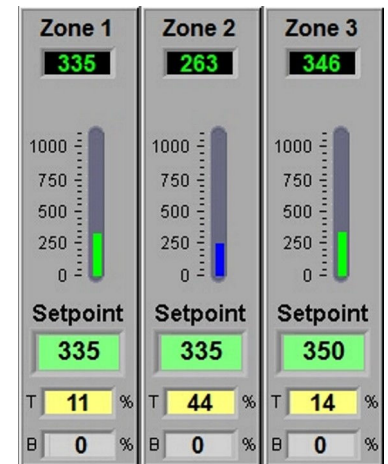 Zone 1 Zone 2 Zone 3
335 263 346
1000 1000 1000
750 750 750
500 500 500
250 250 250
0 0 0
Setpoint Setpoint Setpoint
335 335 350
T 11 % T 44 % T 14 %
B 0 % B 0 % B 0 %